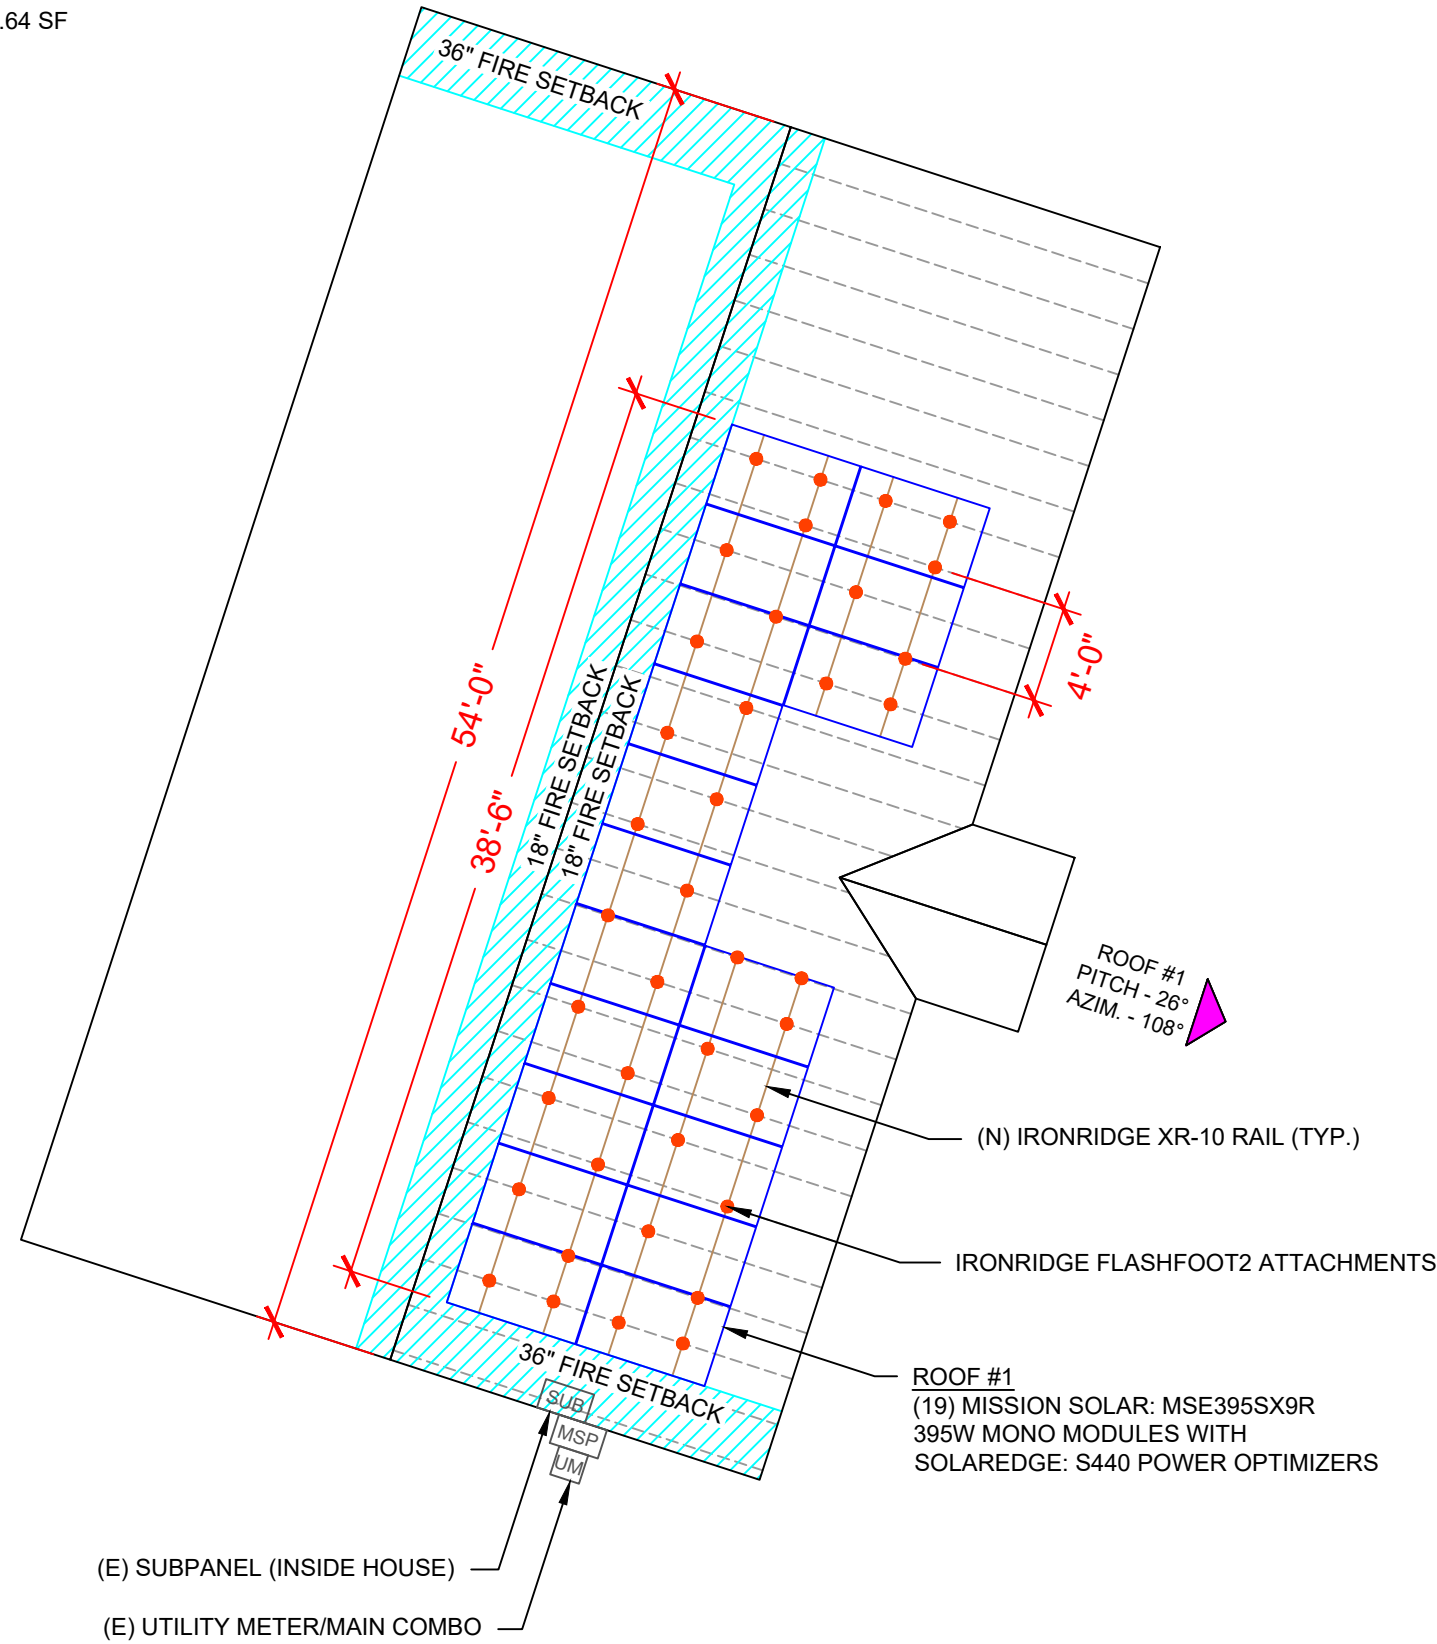 .64 SF
36" FIRE SETBACK
54'-0"
38'-6"
18" FIRE SETBACK
18" FIRE SETBACK
4'-0"
ROOF #1
PITCH - 26°
AZIM. - 108°
(N) IRONRIDGE XR-10 RAIL (TYP.)
IRONRIDGE FLASHFOOT2 ATTACHMENTS
36" FIRE SETBACK
ROOF #1
(19) MISSION SOLAR: MSE395SX9R
395W MONO MODULES WITH
SOLAREDGE: S440 POWER OPTIMIZERS
SUB
MSP
UM
(E) SUBPANEL (INSIDE HOUSE)
(E) UTILITY METER/MAIN COMBO